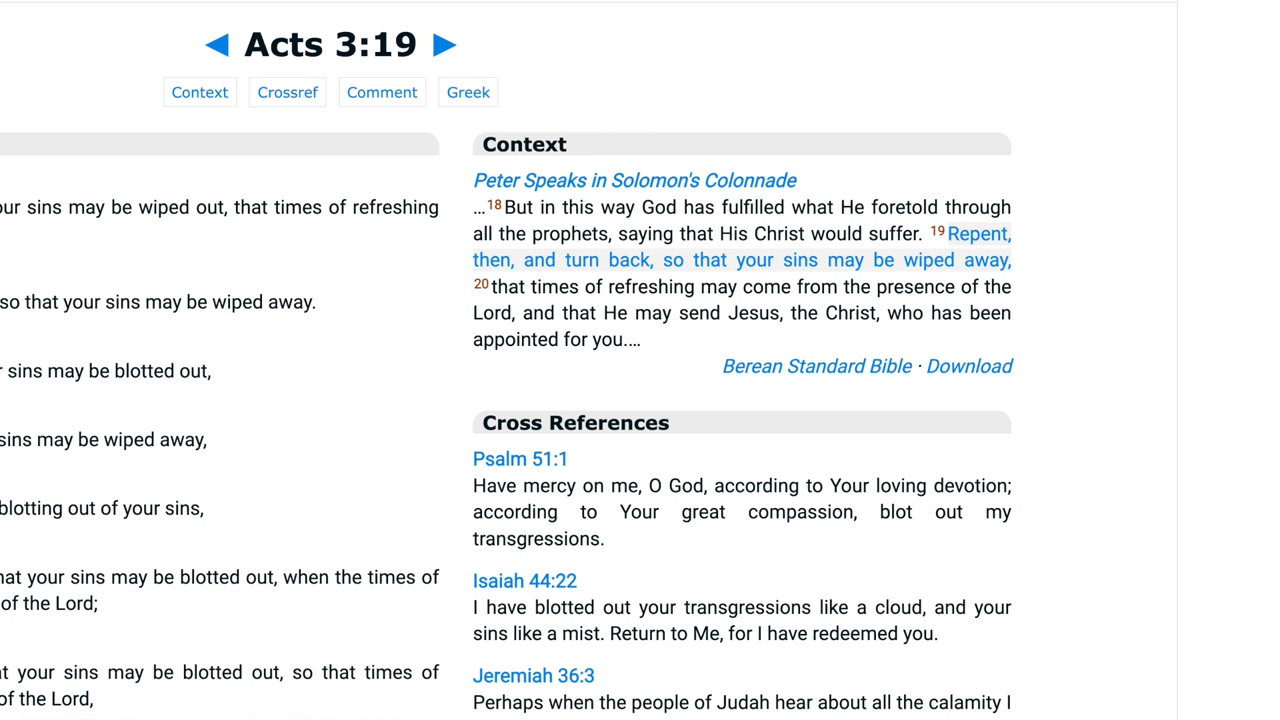 ◄ Acts 3:19 ►
Context Crossref Comment Greek
our sins may be wiped out, that times of refreshing
so that your sins may be wiped away.
sins may be blotted out,
sins may be wiped away,
blotting out of your sins,
that your sins may be blotted out, when the times of
of the Lord;
your sins may be blotted out, so that times of
of the Lord,
Context
Peter Speaks in Solomon's Colonnade
…18But in this way God has fulfilled what He foretold through
all the prophets, saying that His Christ would suffer. 19Repent,
then, and turn back, so that your sins may be wiped away,
20that times of refreshing may come from the presence of the
Lord, and that He may send Jesus, the Christ, who has been
appointed for you.…
Berean Standard Bible · Download
Cross References
Psalm 51:1
Have mercy on me, O God, according to Your loving devotion;
according to Your great compassion, blot out my
transgressions.
Isaiah 44:22
I have blotted out your transgressions like a cloud, and your
sins like a mist. Return to Me, for I have redeemed you.
Jeremiah 36:3
Perhaps when the people of Judah hear about all the calamity I